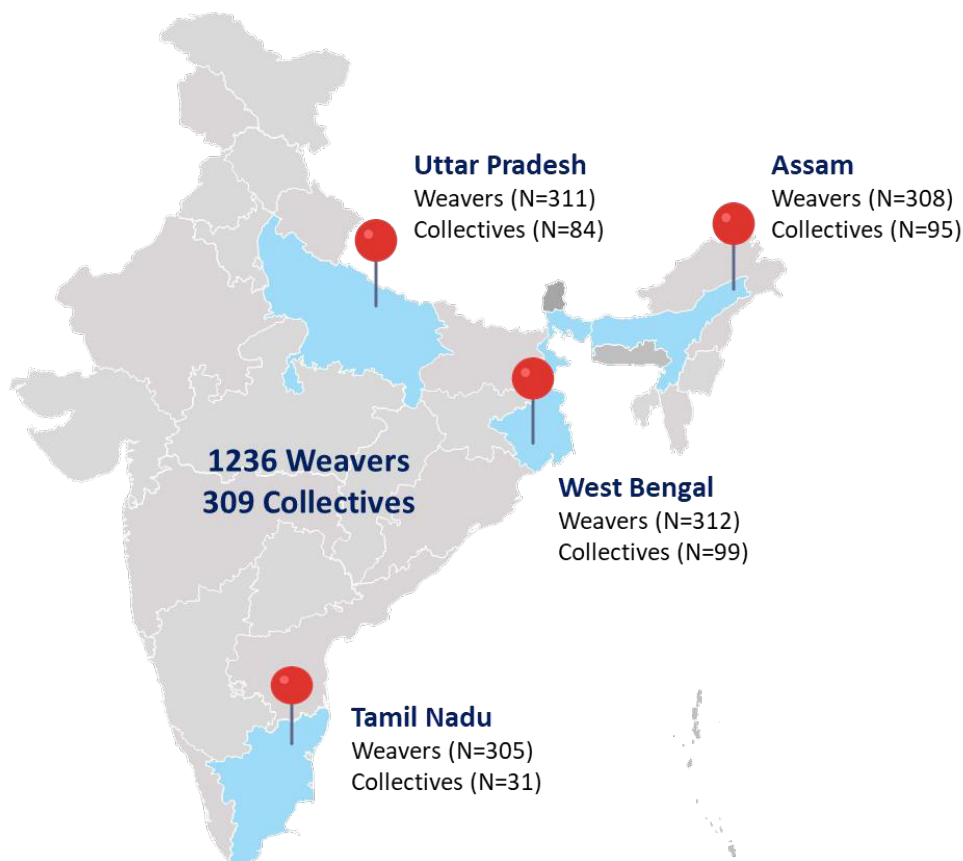 Uttar Pradesh
Weavers (N=311)
Collectives (N=84)
Assam
Weavers (N=308)
Collectives (N=95)
1236 Weavers
309 Collectives
West Bengal
Weavers (N=312)
Collectives (N=99)
Tamil Nadu
Weavers (N=305)
Collectives (N=31)